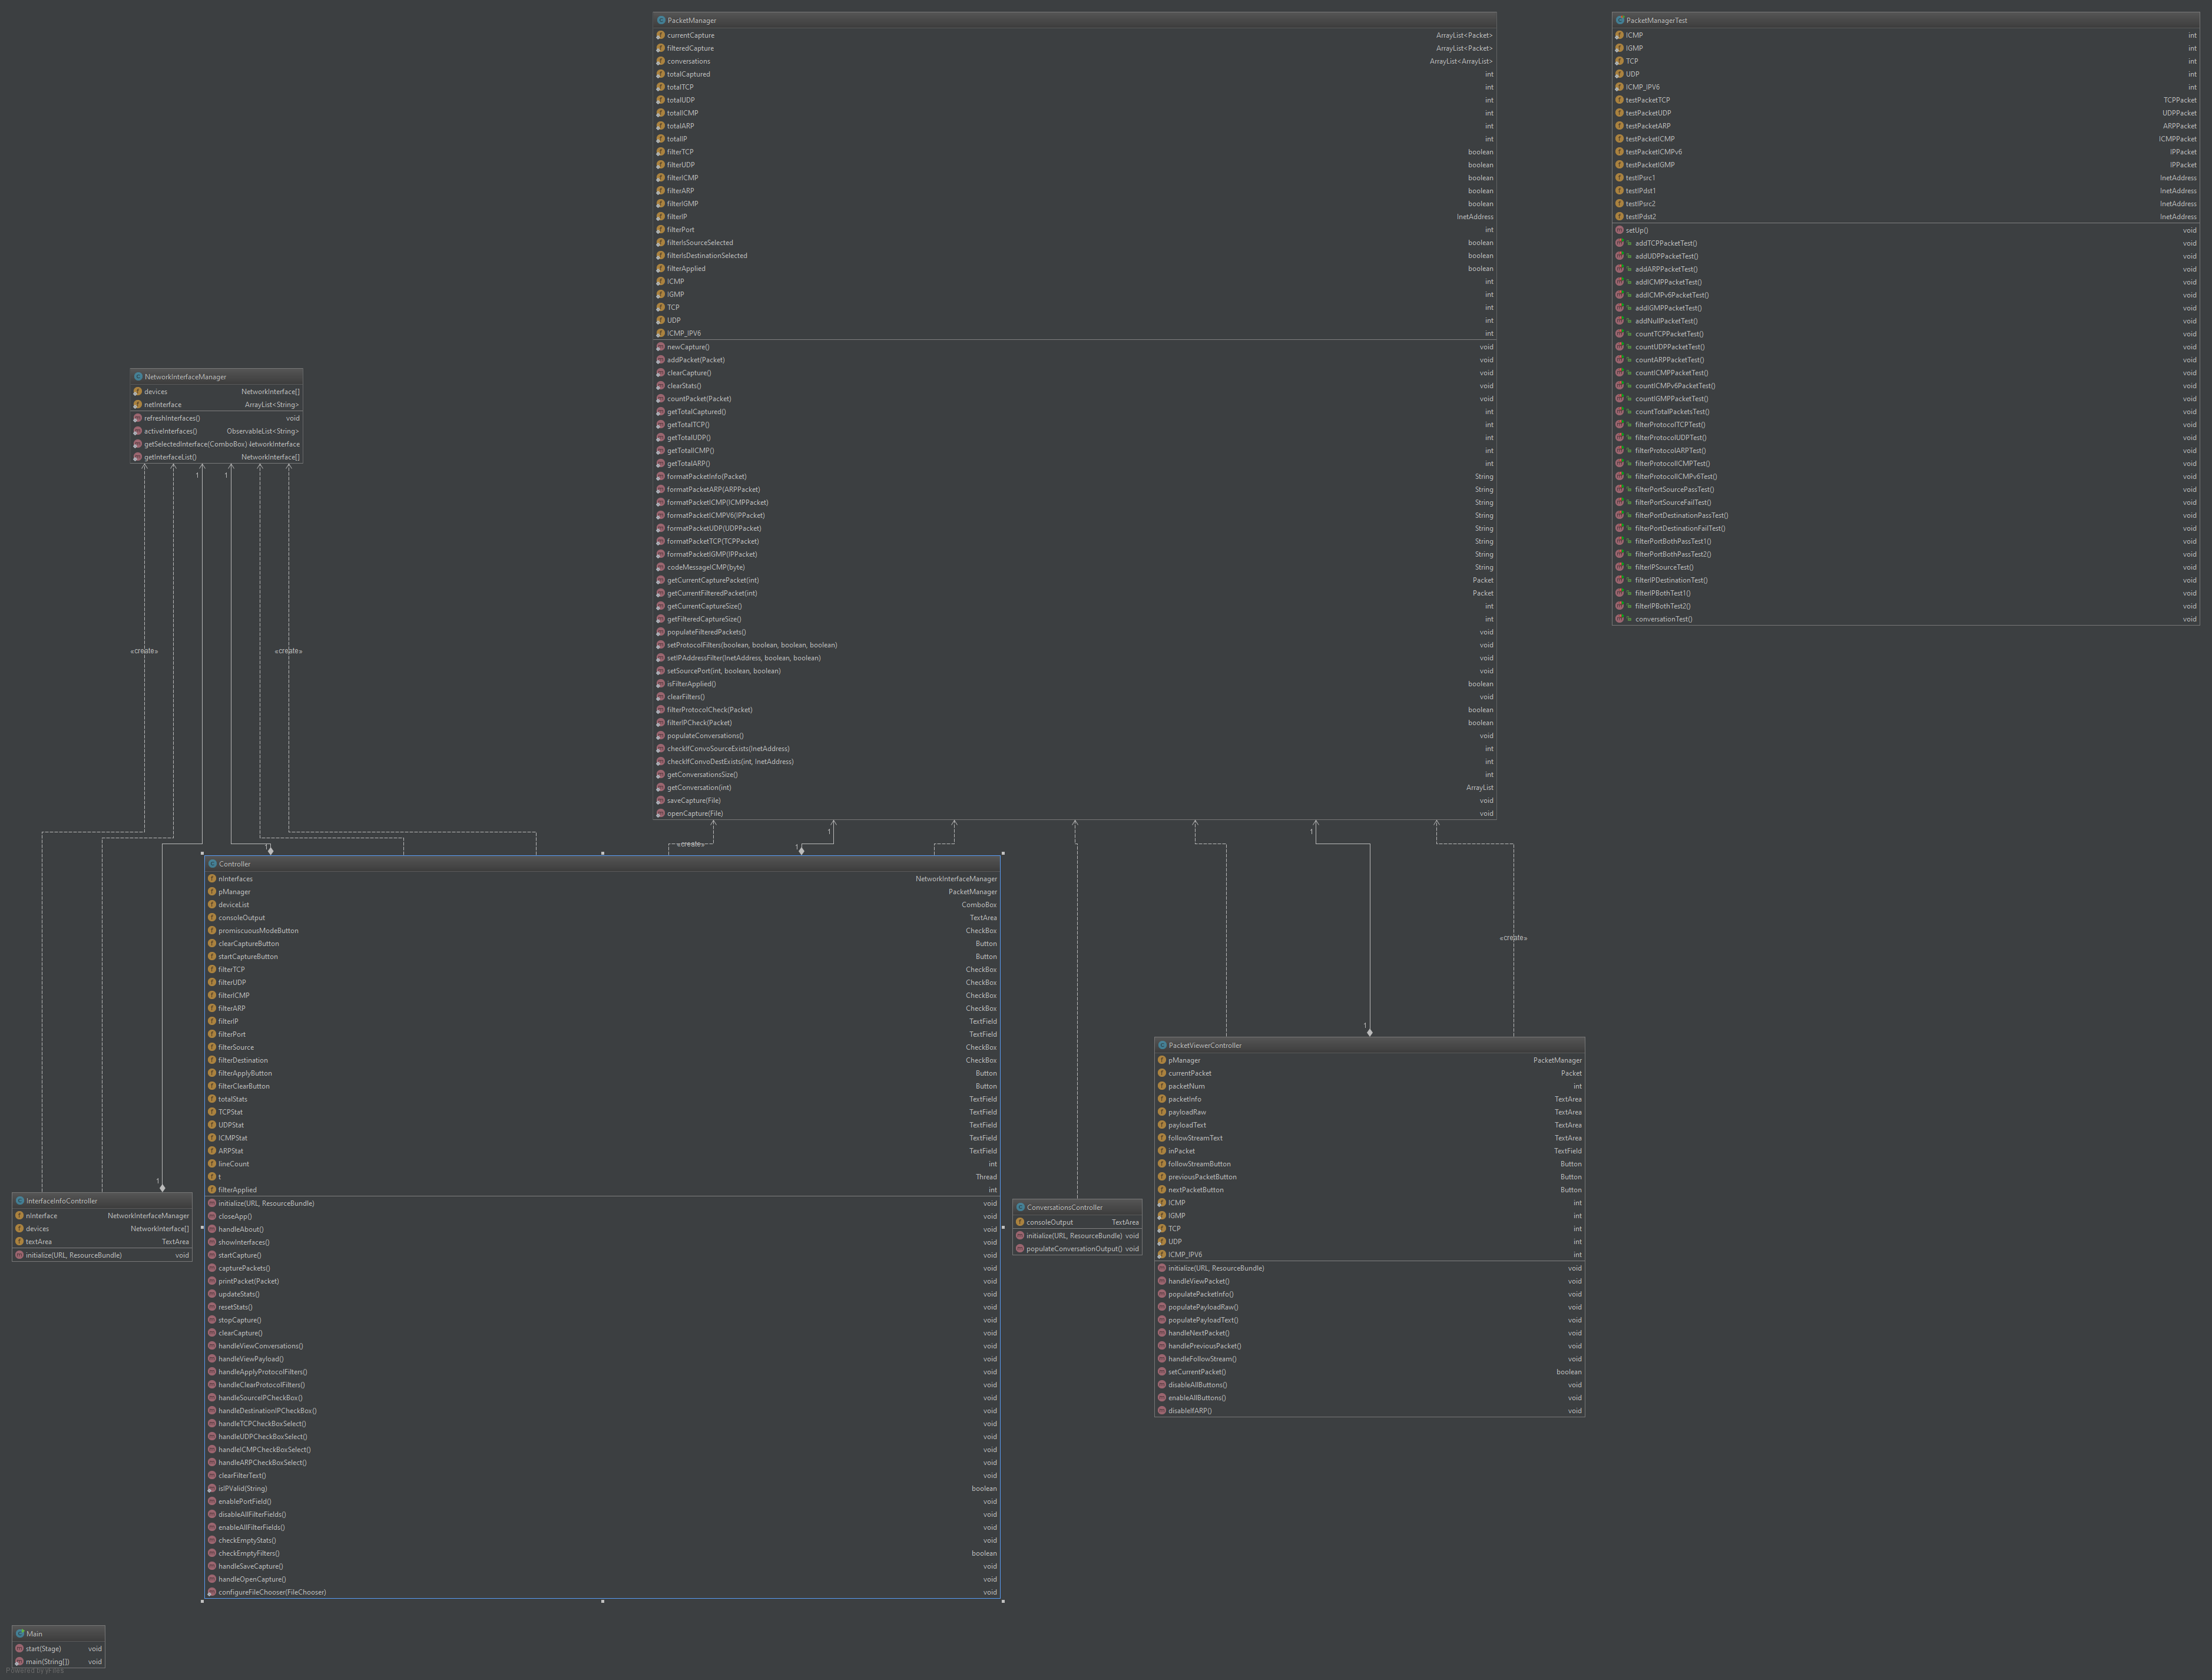 PacketManager
currentCapture ArrayList<Packet>
filteredCapture ArrayList<Packet>
conversations ArrayList<ArrayList>
totalCaptured int
totalTCP int
totalUDP int
totalICMP int
totalARP int
totalIP int
filterTCP boolean
filterUDP boolean
filterICMP boolean
filterARP boolean
filterIGMP boolean
filterIP InetAddress
filterPort int
filterIsSourceSelected boolean
filterIsDestinationSelected boolean
filterApplied boolean
ICMP int
IGMP int
TCP int
UDP int
ICMP_IPV6 int
newCapture() void
addPacket(Packet) void
clearCapture() void
clearStats() void
countPacket(Packet) void
getTotalCaptured() int
getTotalTCP() int
getTotalUDP() int
getTotalICMP() int
getTotalARP() int
formatPacketInfo(Packet) String
formatPacketARP(ARPPacket) String
formatPacketICMP(ICMPPacket) String
formatPacketICMPV6(IPPacket) String
formatPacketUDP(UDPPacket) String
formatPacketTCP(TCPPacket) String
formatPacketIGMP(IPPacket) String
codeMessageICMP(byte) String
getCurrentCapturePacket(int) Packet
getCurrentFilteredPacket(int) Packet
getCurrentCaptureSize() int
getFilteredCaptureSize() int
populateFilteredPackets() void
setProtocolFilters(boolean, boolean, boolean, boolean) void
setIPAddressFilter(InetAddress, boolean, boolean) void
setSourcePort(int, boolean, boolean) void
isFilterApplied() boolean
clearFilters() void
filterProtocolCheck(Packet) boolean
filterIPCheck(Packet) boolean
populateConversations() void
checkIfConvoSourceExists(InetAddress) int
checkIfConvoDestExists(int, InetAddress) int
getConversationsSize() int
getConversation(int) ArrayList
saveCapture(File) void
openCapture(File) void
PacketManagerTest
ICMP int
IGMP int
TCP int
UDP int
ICMP_IPV6 int
testPacketTCP TCPPacket
testPacketUDP UDPPacket
testPacketARP ARPPacket
testPacketICMP ICMPPacket
testPacketICMPv6 IPPacket
testPacketIGMP IPPacket
testIPsrc1 InetAddress
testIPdst1 InetAddress
testIPsrc2 InetAddress
testIPdst2 InetAddress
setUp() void
addTCPPacketTest() void
addUDPPacketTest() void
addARPPacketTest() void
addICMPPacketTest() void
addICMPv6PacketTest() void
addIGMPPacketTest() void
addNullPacketTest() void
countTCPPacketTest() void
countUDPPacketTest() void
countARPPacketTest() void
countICMPPacketTest() void
countICMPv6PacketTest() void
countIGMPPacketTest() void
countTotalPacketsTest() void
filterProtocolTCPTest() void
filterProtocolUDPTest() void
filterProtocolARPTest() void
filterProtocolICMPTest() void
filterProtocolICMPv6Test() void
filterPortSourcePassTest() void
filterPortSourceFailTest() void
filterPortDestinationPassTest() void
filterPortDestinationFailTest() void
filterPortBothPassTest1() void
filterPortBothPassTest2() void
filterIPSourceTest() void
filterIPDestinationTest() void
filterIPBothTest1() void
filterIPBothTest2() void
conversationTest() void
NetworkInterfaceManager
devices NetworkInterface[]
netInterface ArrayList<String>
refreshInterfaces() void
activeInterfaces() ObservableList<String>
getSelectedInterface(ComboBox) NetworkInterface
getInterfaceList() NetworkInterface[]
1 1
«create» «create»
1 1
1 «create» 1
Controller
nInterfaces NetworkInterfaceManager
pManager PacketManager
deviceList ComboBox
consoleOutput TextArea
promiscuousModeButton CheckBox
clearCaptureButton Button
startCaptureButton Button
filterTCP CheckBox
filterUDP CheckBox
filterICMP CheckBox
filterARP CheckBox
filterIP TextField
filterPort TextField
filterSource CheckBox
filterDestination CheckBox
filterApplyButton Button
filterClearButton Button
totalStats TextField
TCPStat TextField
UDPStat TextField
ICMPStat TextField
ARPStat TextField
lineCount int
t Thread
filterApplied int
initialize(URL, ResourceBundle) void
closeApp() void
handleAbout() void
showInterfaces() void
startCapture() void
capturePackets() void
printPacket(Packet) void
updateStats() void
resetStats() void
stopCapture() void
clearCapture() void
handleViewConversations() void
handleViewPayload() void
handleApplyProtocolFilters() void
handleClearProtocolFilters() void
handleSourceIPCheckBox() void
handleDestinationIPCheckBox() void
handleTCPCheckBoxSelect() void
handleUDPCheckBoxSelect() void
handleICMPCheckBoxSelect() void
handleARPCheckBoxSelect() void
clearFilterText() void
isIPValid(String) boolean
enablePortField() void
disableAllFilterFields() void
enableAllFilterFields() void
checkEmptyStats() void
checkEmptyFilters() boolean
handleSaveCapture() void
handleOpenCapture() void
configureFileChooser(FileChooser) void
«create»
1
PacketViewerController
pManager PacketManager
currentPacket Packet
packetNum int
packetInfo TextArea
payloadRaw TextArea
payloadText TextArea
followStreamText TextArea
inPacket TextField
followStreamButton Button
previousPacketButton Button
nextPacketButton Button
ICMP int
IGMP int
TCP int
UDP int
ICMP_IPV6 int
initialize(URL, ResourceBundle) void
handleViewPacket() void
populatePacketInfo() void
populatePayloadRaw() void
populatePayloadText() void
handleNextPacket() void
handlePreviousPacket() void
handleFollowStream() void
setCurrentPacket() boolean
disableAllButtons() void
enableAllButtons() void
disableIfARP() void
1
InterfaceInfoController
nInterface NetworkInterfaceManager
devices NetworkInterface[]
textArea TextArea
initialize(URL, ResourceBundle) void
ConversationsController
consoleOutput TextArea
initialize(URL, ResourceBundle) void
populateConversationOutput() void
Main
start(Stage) void
main(String[]) void
Powered by yFiles